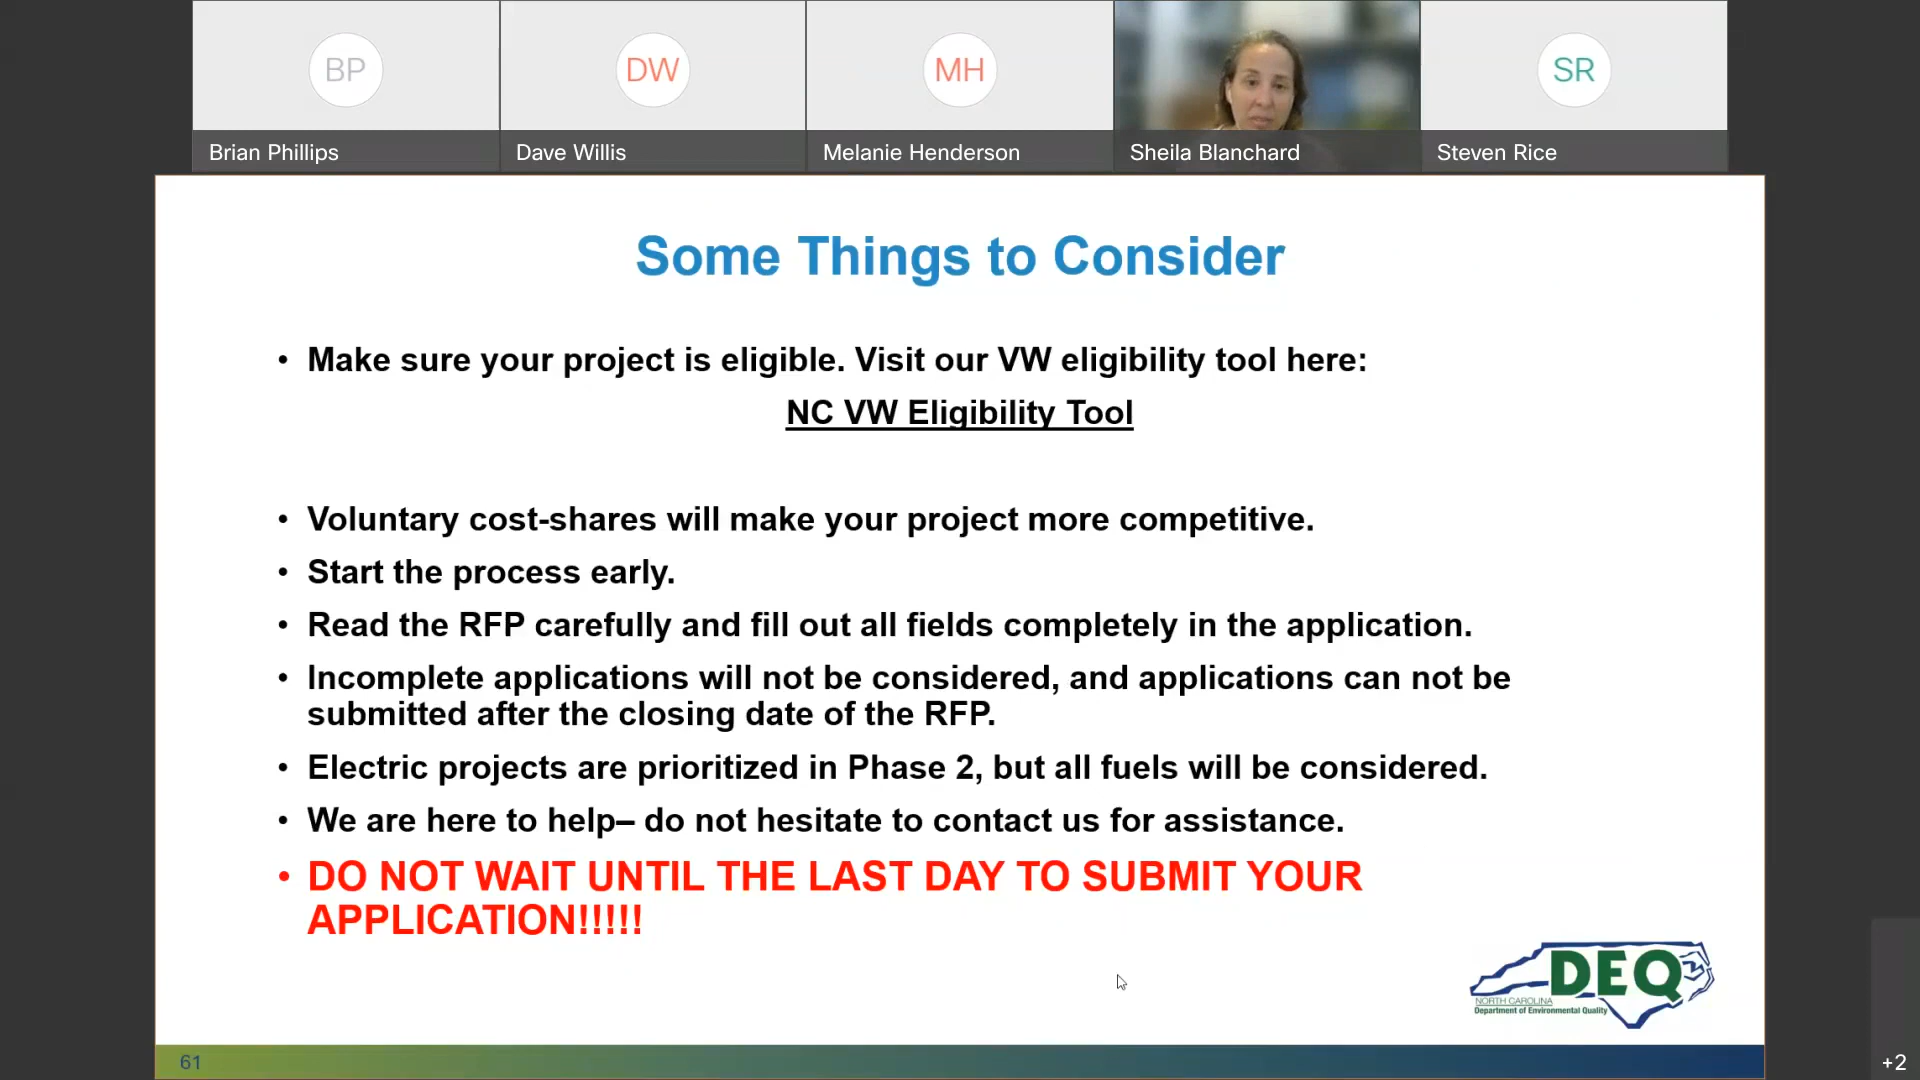 BP
DW
MH
SR
Brian Phillips
Dave Willis
Melanie Henderson
Sheila Blanchard
Steven Rice
Some Things to Consider
• Make sure your project is eligible. Visit our VW eligibility tool here:
NC VW Eligibility Tool
• Voluntary cost-shares will make your project more competitive.
• Start the process early.
• Read the RFP carefully and fill out all fields completely in the application.
• Incomplete applications will not be considered, and applications can not be
submitted after the closing date of the RFP.
• Electric projects are prioritized in Phase 2, but all fuels will be considered.
• We are here to help– do not hesitate to contact us for assistance.
• DO NOT WAIT UNTIL THE LAST DAY TO SUBMIT YOUR
APPLICATION!!!!!
DEQ
NORTH CAROLINA
Department of Environmental Quality
61
+2